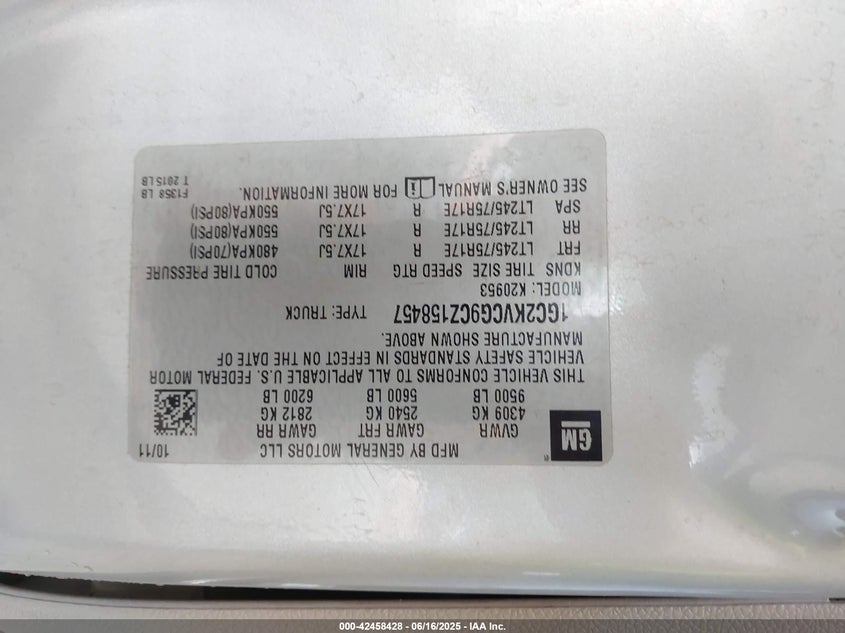 MFD BY GENERAL MOTORS LLC 10/11
GM
GVWR GAWR FRT GAWR RR
4309 KG 2540 KG 2812 KG
9500 LB 5600 LB 6200 LB
THIS VEHICLE CONFORMS TO ALL APPLICABLE U.S. FEDERAL MOTOR
VEHICLE SAFETY STANDARDS IN EFFECT ON THE DATE OF
MANUFACTURE SHOWN ABOVE.
1GC2KVCG9CZ158457 TYPE: TRUCK
MODEL: K20953
KDNS TIRE SIZE SPEED RTG RIM COLD TIRE PRESSURE
FRT LT245/75R17E R 17X7.5J 480KPA(70PSI)
RR LT245/75R17E R 17X7.5J 550KPA(80PSI)
SPA LT245/75R17E R 17X7.5J 550KPA(80PSI)
SEE OWNER'S MANUAL FOR MORE INFORMATION.
F1358 LB
T 2015LB
000-42458428 - 06/16/2025 - IAA Inc.